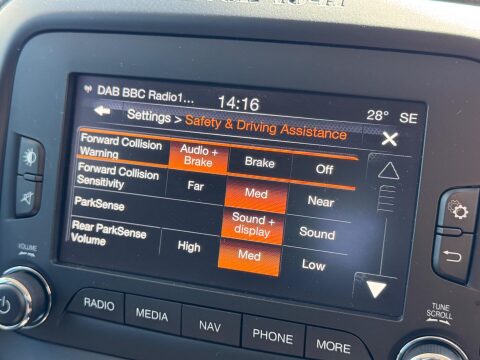 DAB BBC Radio1...
14:16
28° SE
Settings > Safety & Driving Assistance
Forward Collision
Warning
Audio +
Brake
Brake
Off
Forward Collision
Sensitivity
Far
Med
Near
ParkSense
Sound +
display
Sound
Rear ParkSense
Volume
High
Med
Low
VOLUME
TUNE
SCROLL
RADIO
MEDIA
NAV
PHONE
MORE